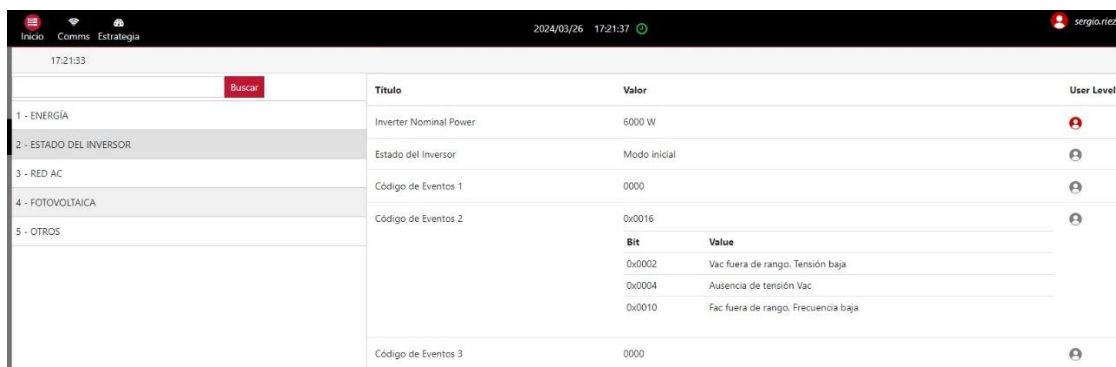 Inicio Comms Estrategia 2024/03/26 17:21:37 sergio.riez
17:21:33
Buscar
1 - ENERGÍA
2 - ESTADO DEL INVERSOR
3 - RED AC
4 - FOTOVOLTAICA
5 - OTROS
Título Valor User Level
Inverter Nominal Power 6000 W
Estado del Inversor Modo inicial
Código de Eventos 1 0000
Código de Eventos 2 0x0016
Bit Value
0x0002 Vac fuera de rango. Tensión baja
0x0004 Ausencia de tensión Vac
0x0010 Fac fuera de rango. Frecuencia baja
Código de Eventos 3 0000